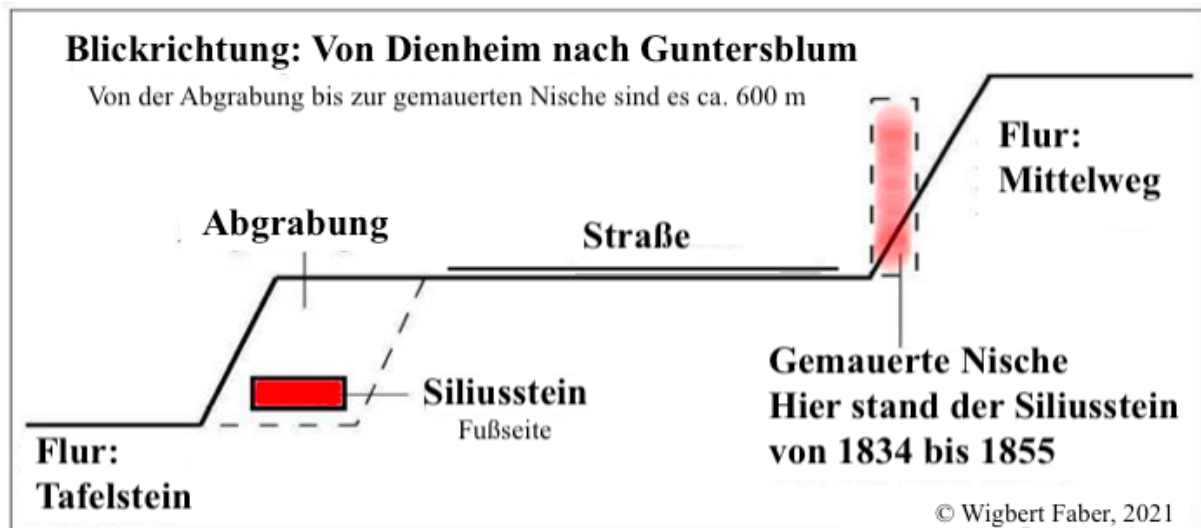 Blickrichtung: Von Dienheim nach Guntersblum
Von der Abgrabung bis zur gemauerten Nische sind es ca. 600 m
Flur:
Mittelweg
Abgrabung
Straße
Siliusstein
Fußseite
Gemauerte Nische
Hier stand der Siliusstein
von 1834 bis 1855
Flur:
Tafelstein
© Wigbert Faber, 2021